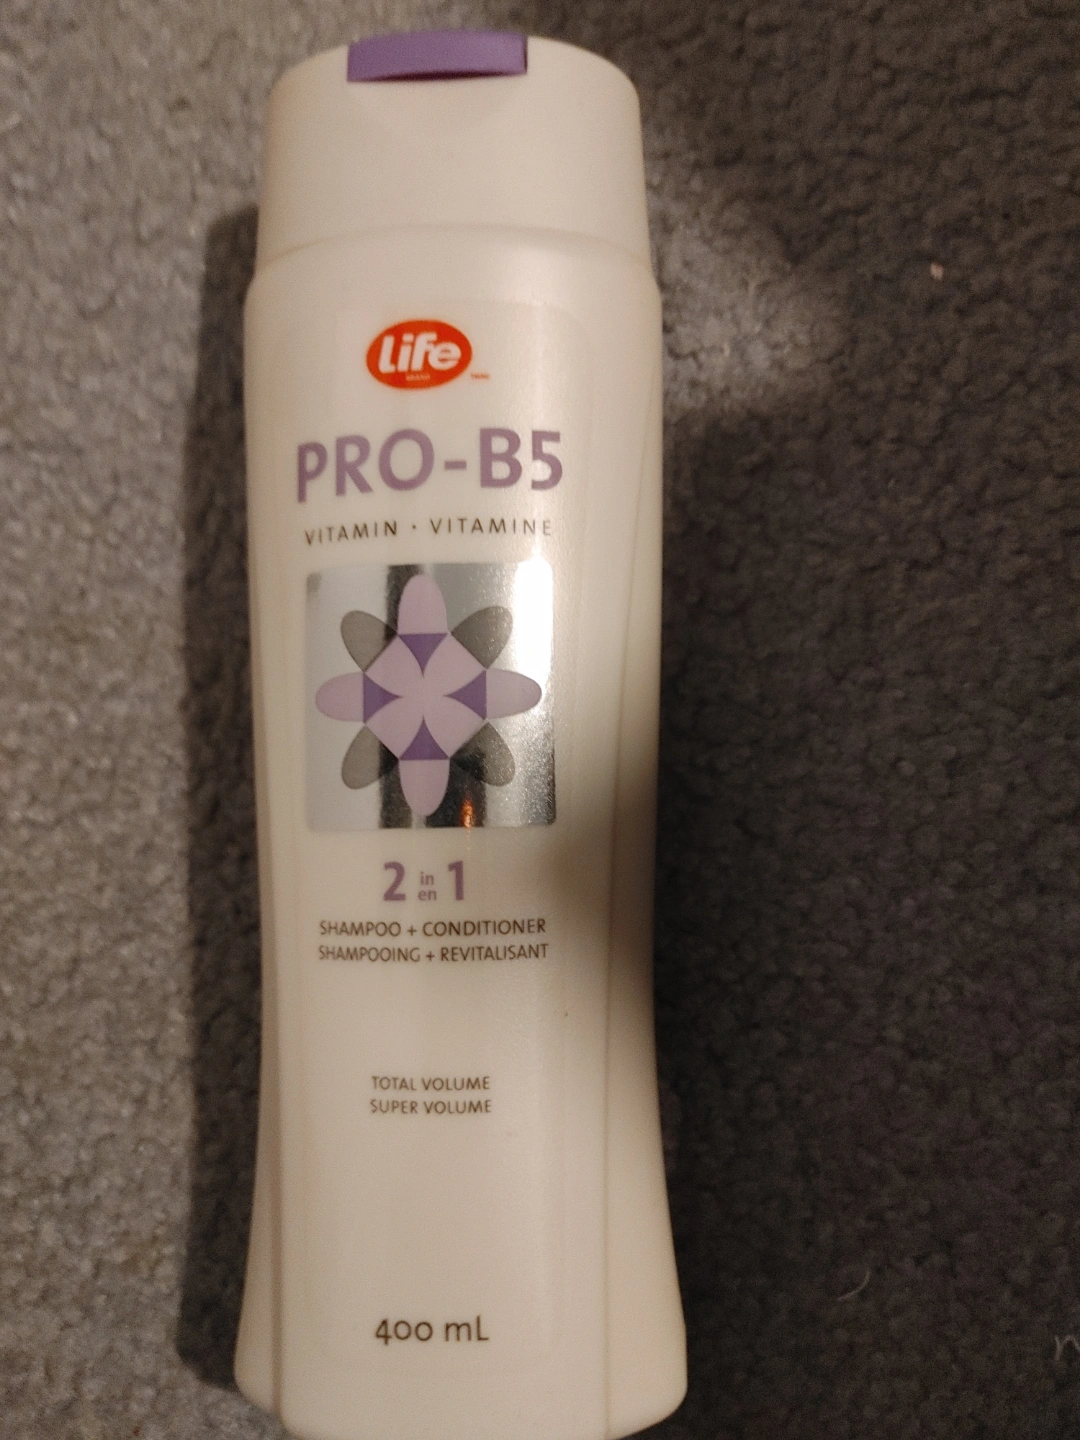 Life
BRAND
PRO-B5
VITAMIN • VITAMINE
2 in en 1
SHAMPOO + CONDITIONER
SHAMPOOING + REVITALISANT
TOTAL VOLUME
SUPER VOLUME
400 mL